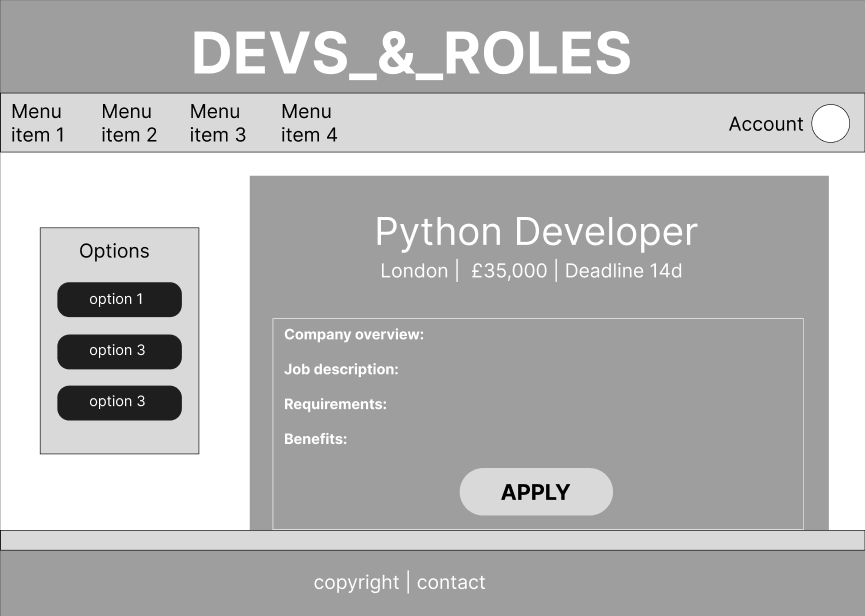 DEVS_&_ROLES
Menu
item 1
Menu
item 2
Menu
item 3
Menu
item 4
Account
Options
option 1
option 3
option 3
Python Developer
London | £35,000 | Deadline 14d
Company overview:
Job description:
Requirements:
Benefits:
APPLY
copyright | contact